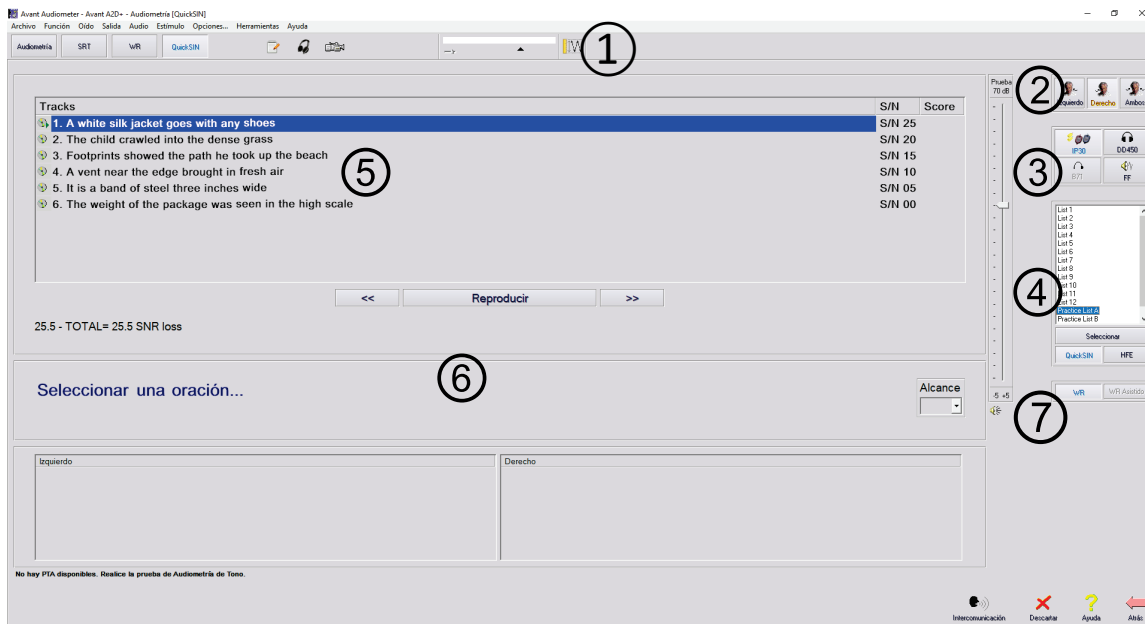 Avant Audiometer - Avant A2D+ - Audiometría [QuickSIN]
Archivo Función Oído Salida Audio Estímulo Opciones... Herramientas Ayuda
Audiometría SRT WR QuickSIN
1
Prueba
70 dB
2
Izquierdo Derecho Ambos
Tracks S/N Score
1. A white silk jacket goes with any shoes S/N 25
2. The child crawled into the dense grass S/N 20
3. Footprints showed the path he took up the beach S/N 15
4. A vent near the edge brought in fresh air S/N 10
5. It is a band of steel three inches wide S/N 05
6. The weight of the package was seen in the high scale S/N 00
5
IP30 DD450
3
B71 FF
List 1
List 2
List 3
List 4
List 5
List 6
List 7
List 8
List 9
List 10
List 11
List 12
Practice List A
Practice List B
4
<< Reproducir >>
25.5 - TOTAL= 25.5 SNR loss
Seleccionar
QuickSIN HFE
6
Seleccionar una oración...
Alcance
-5 +5
WR WR Asistido
7
Izquierdo Derecho
No hay PTA disponibles. Realice la prueba de Audiometría de Tono.
Intercomunicación Descartar Ayuda Atrás